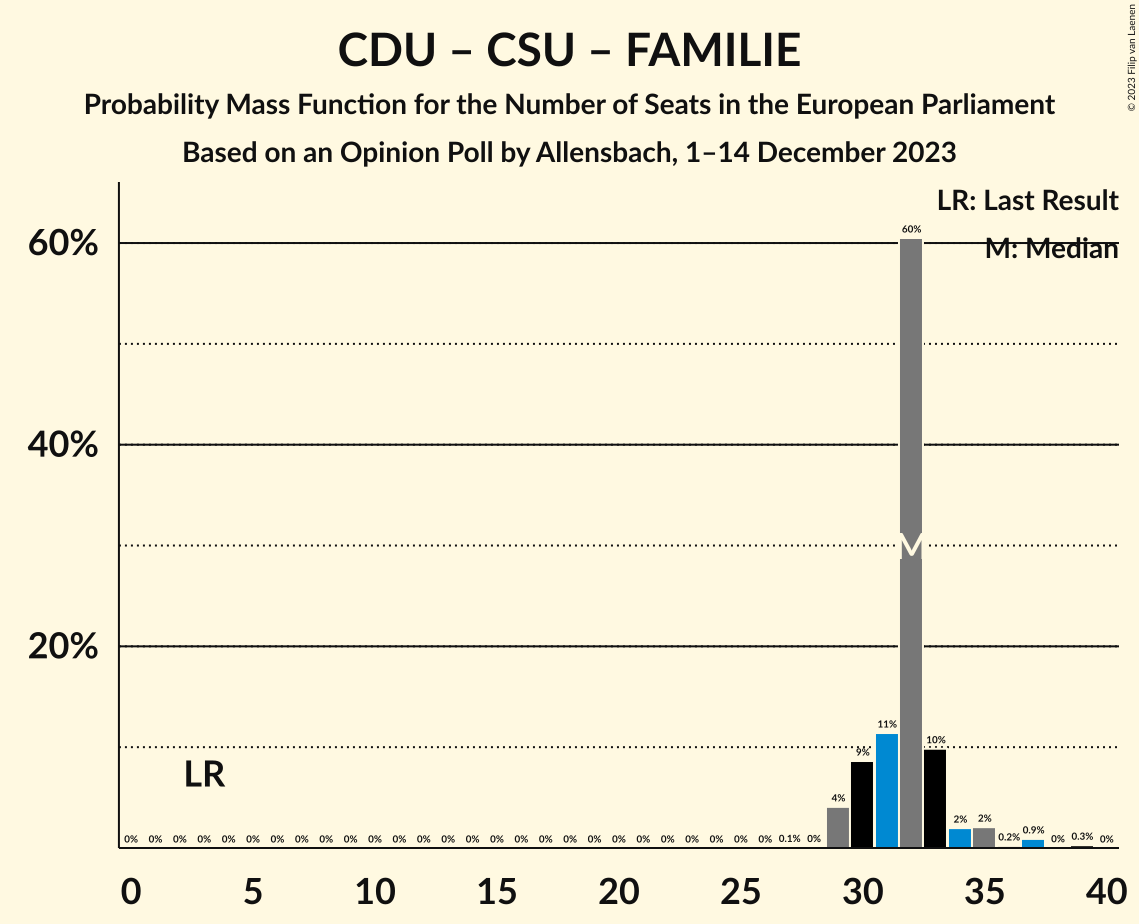 CDU – CSU – FAMILIE
Probability Mass Function for the Number of Seats in the European Parliament
Based on an Opinion Poll by Allensbach, 1–14 December 2023
© 2023 Filip van Laenen
LR: Last Result
M: Median
60%
40%
20%
LR
M
0% 0% 0% 0% 0% 0% 0% 0% 0% 0% 0% 0% 0% 0% 0% 0% 0% 0% 0% 0% 0% 0% 0% 0% 0% 0% 0% 0.1% 0% 4% 9% 11% 60% 10% 2% 2% 0.2% 0.9% 0% 0.3% 0%
0 5 10 15 20 25 30 35 40